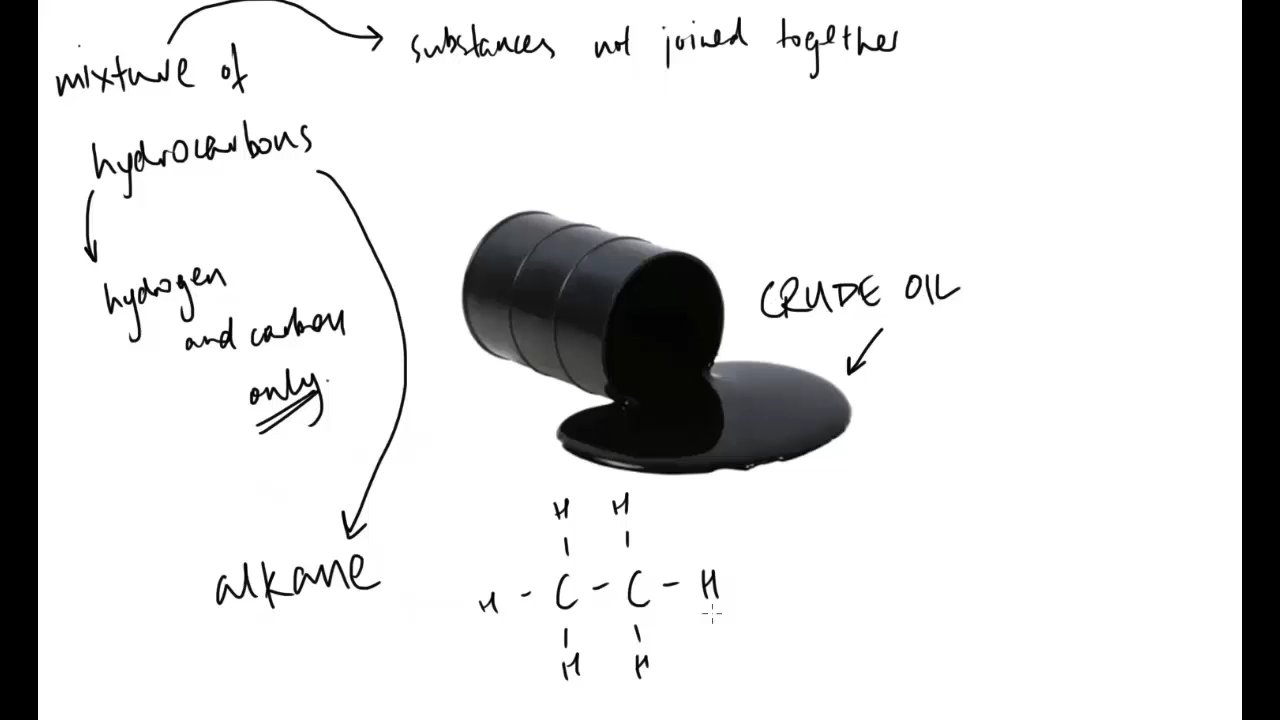 substances not joined together
mixture of
hydrocarbons
hydrogen
and carbon
only.
CRUDE OIL
alkane
H H
H - C - C - H
H H